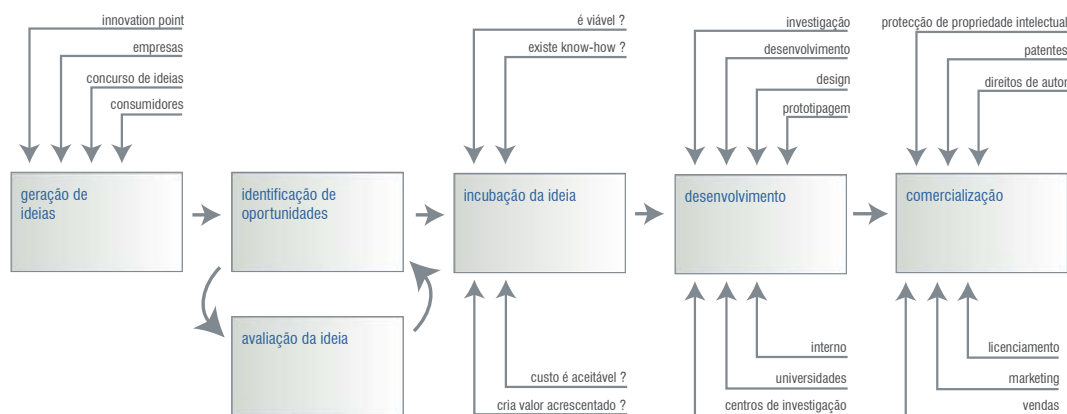 innovation point
empresas
concurso de ideias
consumidores
é viável ?
existe know-how ?
investigação
desenvolvimento
design
prototipagem
protecção de propriedade intelectual
patentes
direitos de autor
geração de
ideias
identificação de
oportunidades
incubação da ideia
desenvolvimento
comercialização
avaliação da ideia
custo é aceitável ?
cria valor acrescentado ?
interno
universidades
centros de investigação
licenciamento
marketing
vendas